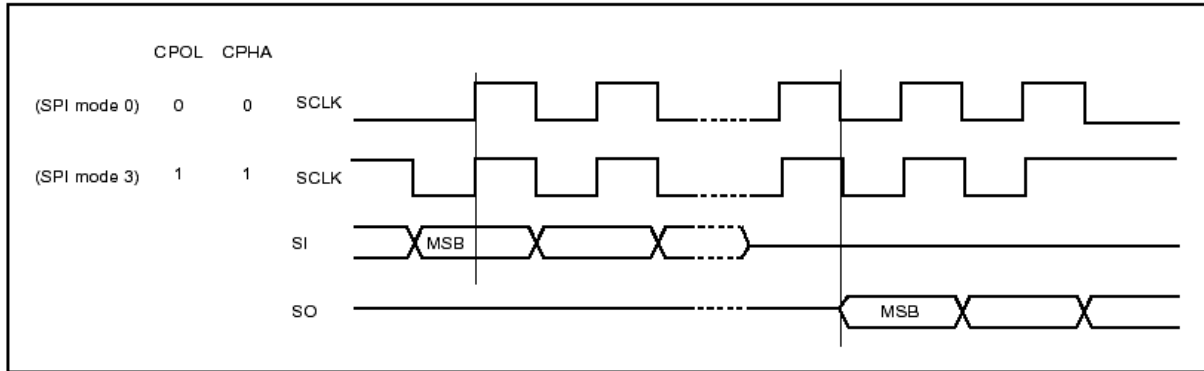 CPOL CPHA
(SPI mode 0) 0 0 SCLK
(SPI mode 3) 1 1 SCLK
SI MSB
SO MSB